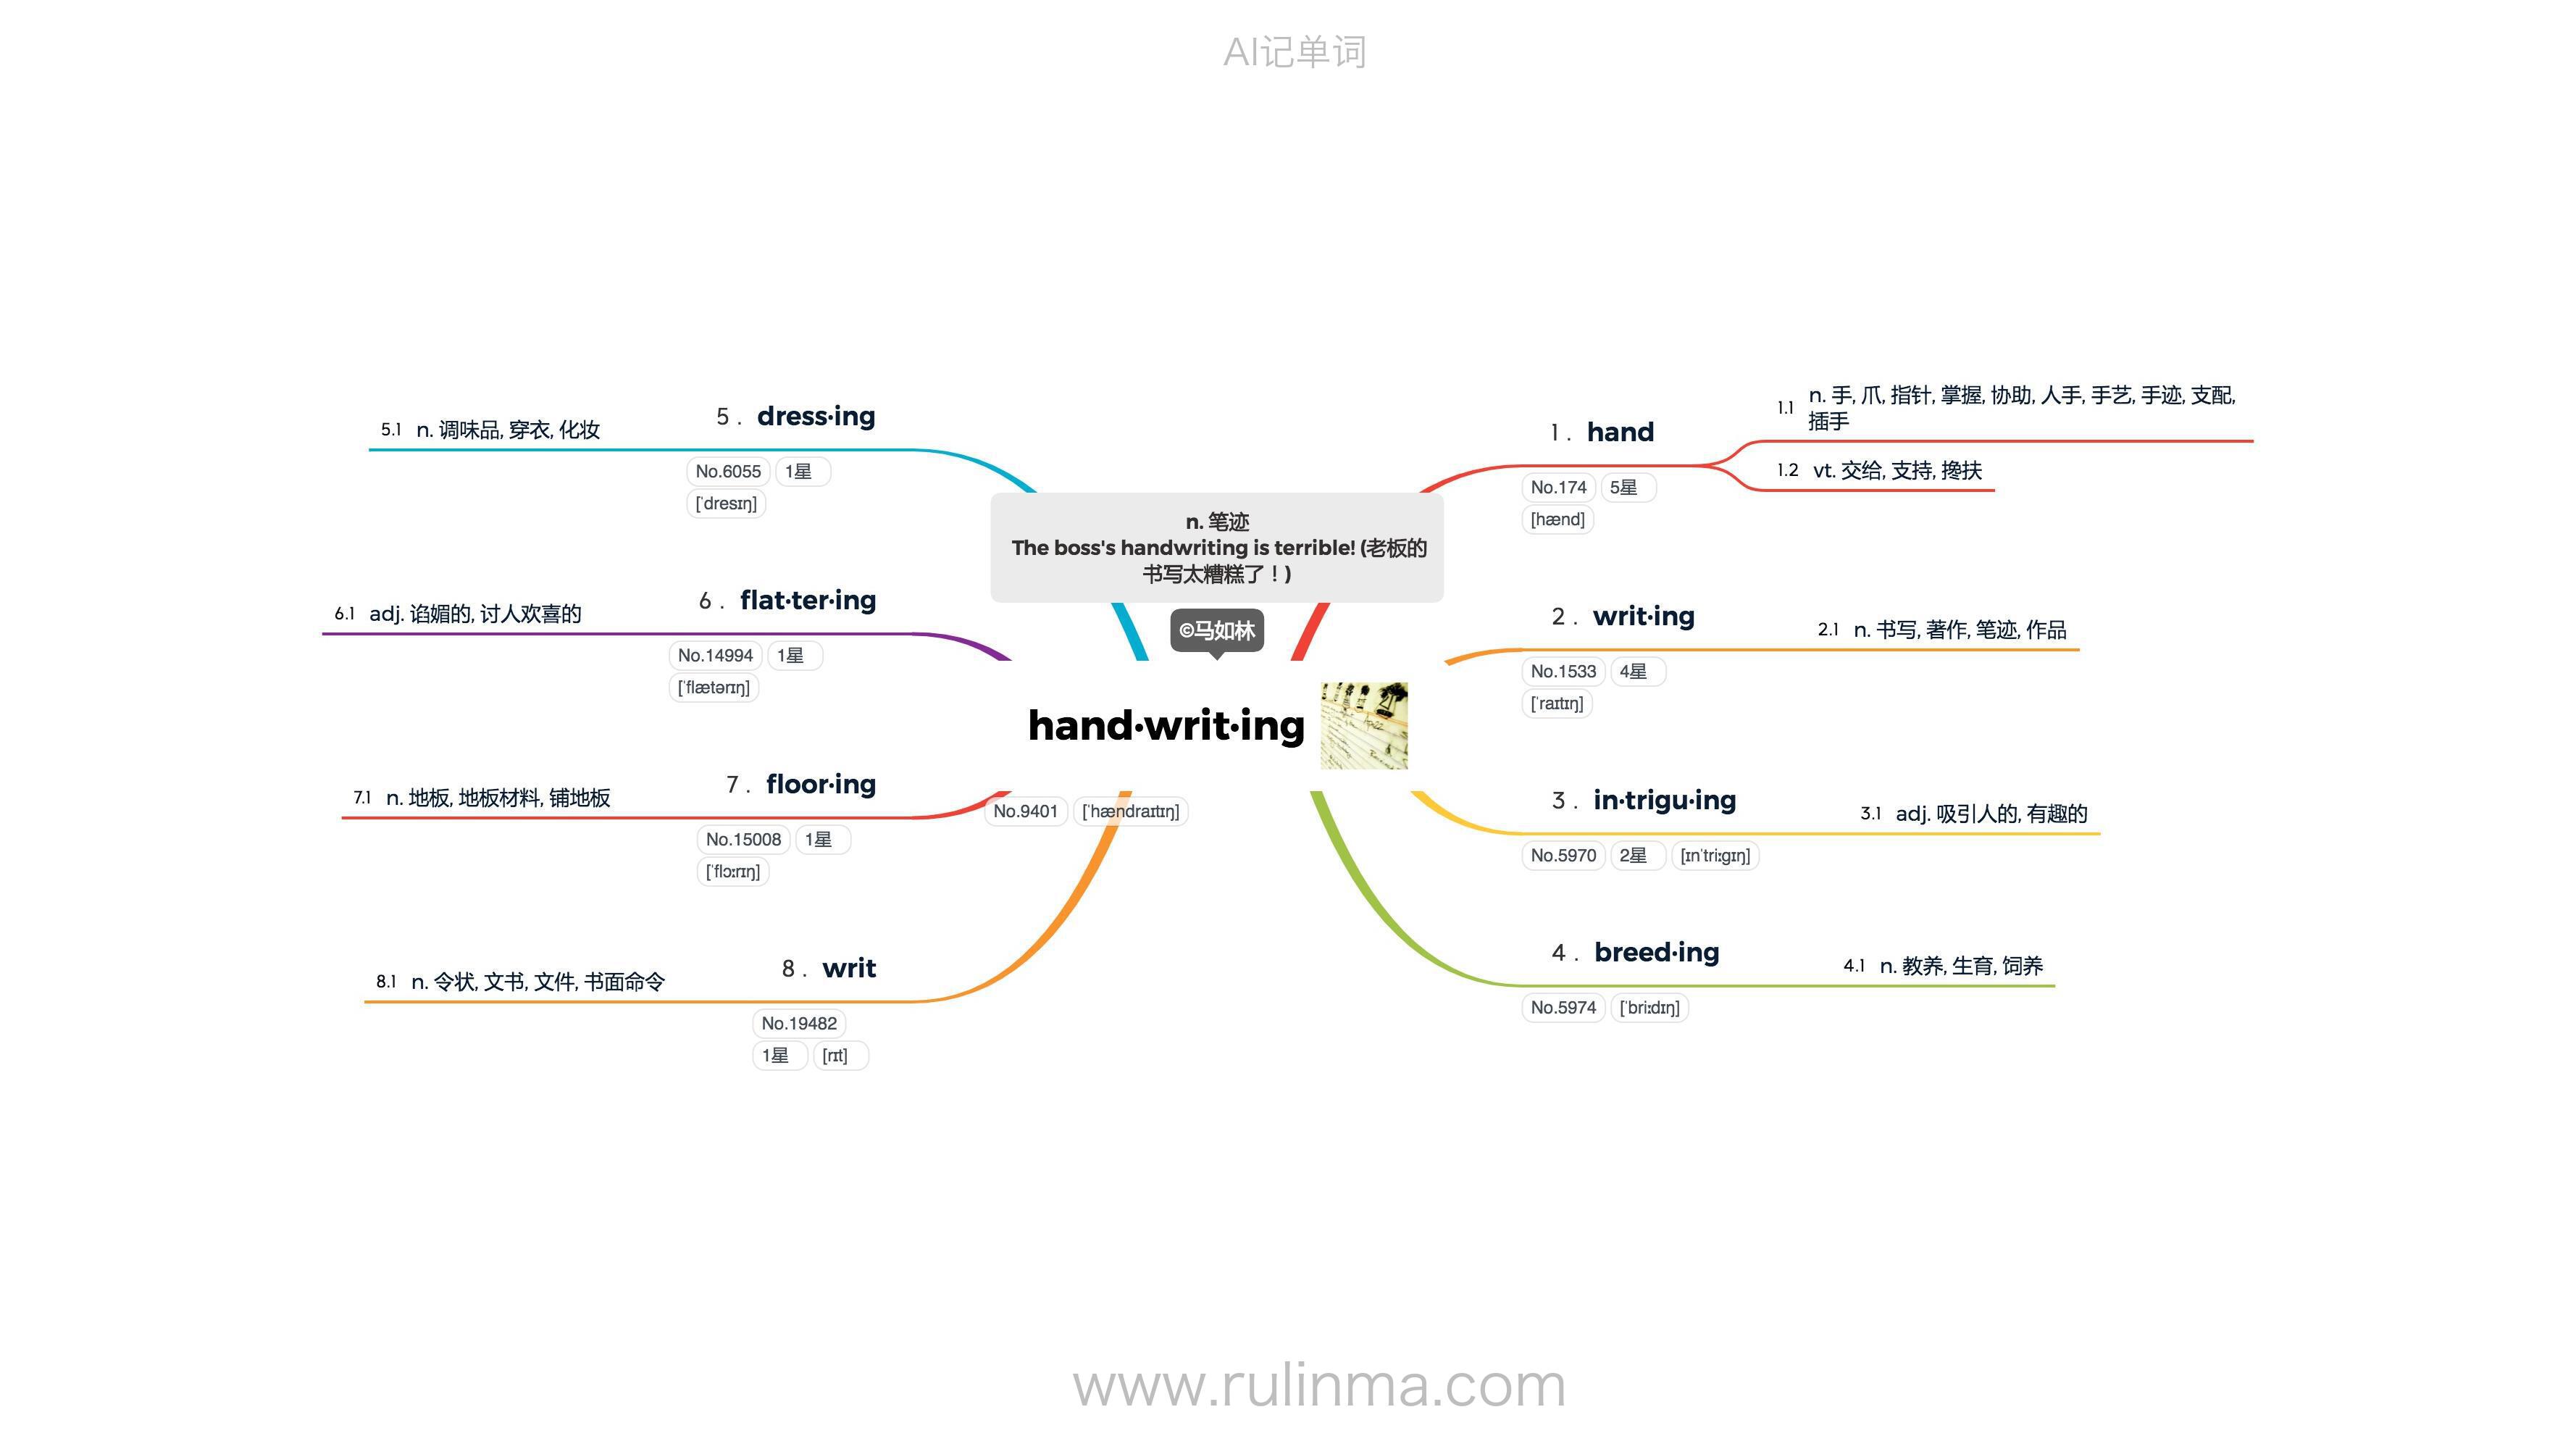 AI记单词
n. 笔迹
The boss's handwriting is terrible! (老板的
书写太糟糕了！)
©马如林
hand·writ·ing
No.9401 [ˈhændraɪtɪŋ]
1. hand
No.174 5星
[hænd]
1.1 n. 手, 爪, 指针, 掌握, 协助, 人手, 手艺, 手迹, 支配,
插手
1.2 vt. 交给, 支持, 搀扶
2. writ·ing
No.1533 4星
[ˈraɪtɪŋ]
2.1 n. 书写, 著作, 笔迹, 作品
3. in·trigu·ing
No.5970 2星 [ɪnˈtriːgɪŋ]
3.1 adj. 吸引人的, 有趣的
4. breed·ing
No.5974 [ˈbriːdɪŋ]
4.1 n. 教养, 生育, 饲养
5. dress·ing
No.6055 1星
[ˈdresɪŋ]
5.1 n. 调味品, 穿衣, 化妆
6. flat·ter·ing
No.14994 1星
[ˈflætərɪŋ]
6.1 adj. 谄媚的, 讨人欢喜的
7. floor·ing
No.15008 1星
[ˈflɔːrɪŋ]
7.1 n. 地板, 地板材料, 铺地板
8. writ
No.19482
1星 [rɪt]
8.1 n. 令状, 文书, 文件, 书面命令
www.rulinma.com